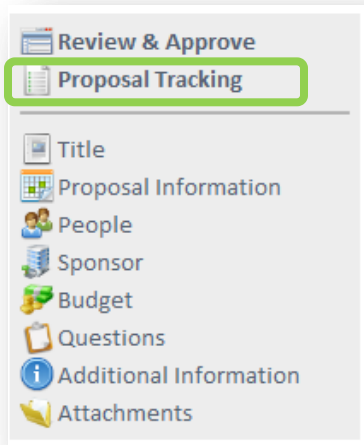 Review & Approve
Proposal Tracking
Title
Proposal Information
People
Sponsor
Budget
Questions
Additional Information
Attachments